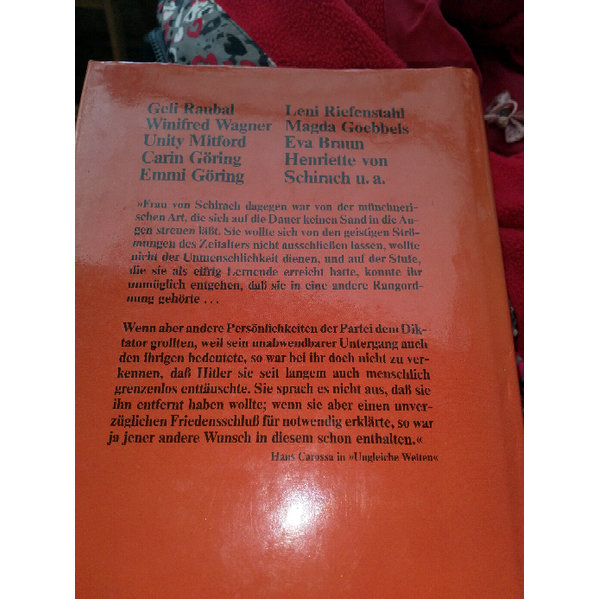 Geli Raubal
Winifred Wagner
Unity Mitford
Carin Göring
Emmi Göring
Leni Riefenstahl
Magda Goebbels
Eva Braun
Henriette von
Schirach u. a.
»Frau von Schirach dagegen war von der münchneri-
schen Art, die sich auf die Dauer keinen Sand in die Au-
gen streuen läßt. Sie wollte sich von den geistigen Strö-
mungen des Zeitalters nicht ausschließen lassen, wollte
nicht der Unmenschlichkeit dienen, und auf der Stufe,
die sie als eifrig Lernende erreicht hatte, konnte ihr
unmöglich entgehen, daß sie in eine andere Rangord-
nung gehörte . . .
Wenn aber andere Persönlichkeiten der Partei dem Dik-
tator grollten, weil sein unabwendbarer Untergang auch
den ihrigen bedeutete, so war bei ihr doch nicht zu ver-
kennen, daß Hitler sie seit langem auch menschlich
grenzenlos enttäuschte. Sie sprach es nicht aus, daß sie
ihn entfernt haben wollte; wenn sie aber einen unver-
züglichen Friedensschluß für notwendig erklärte, so war
ja jener andere Wunsch in diesem schon enthalten.«
Hans Carossa in »Ungleiche Welten«